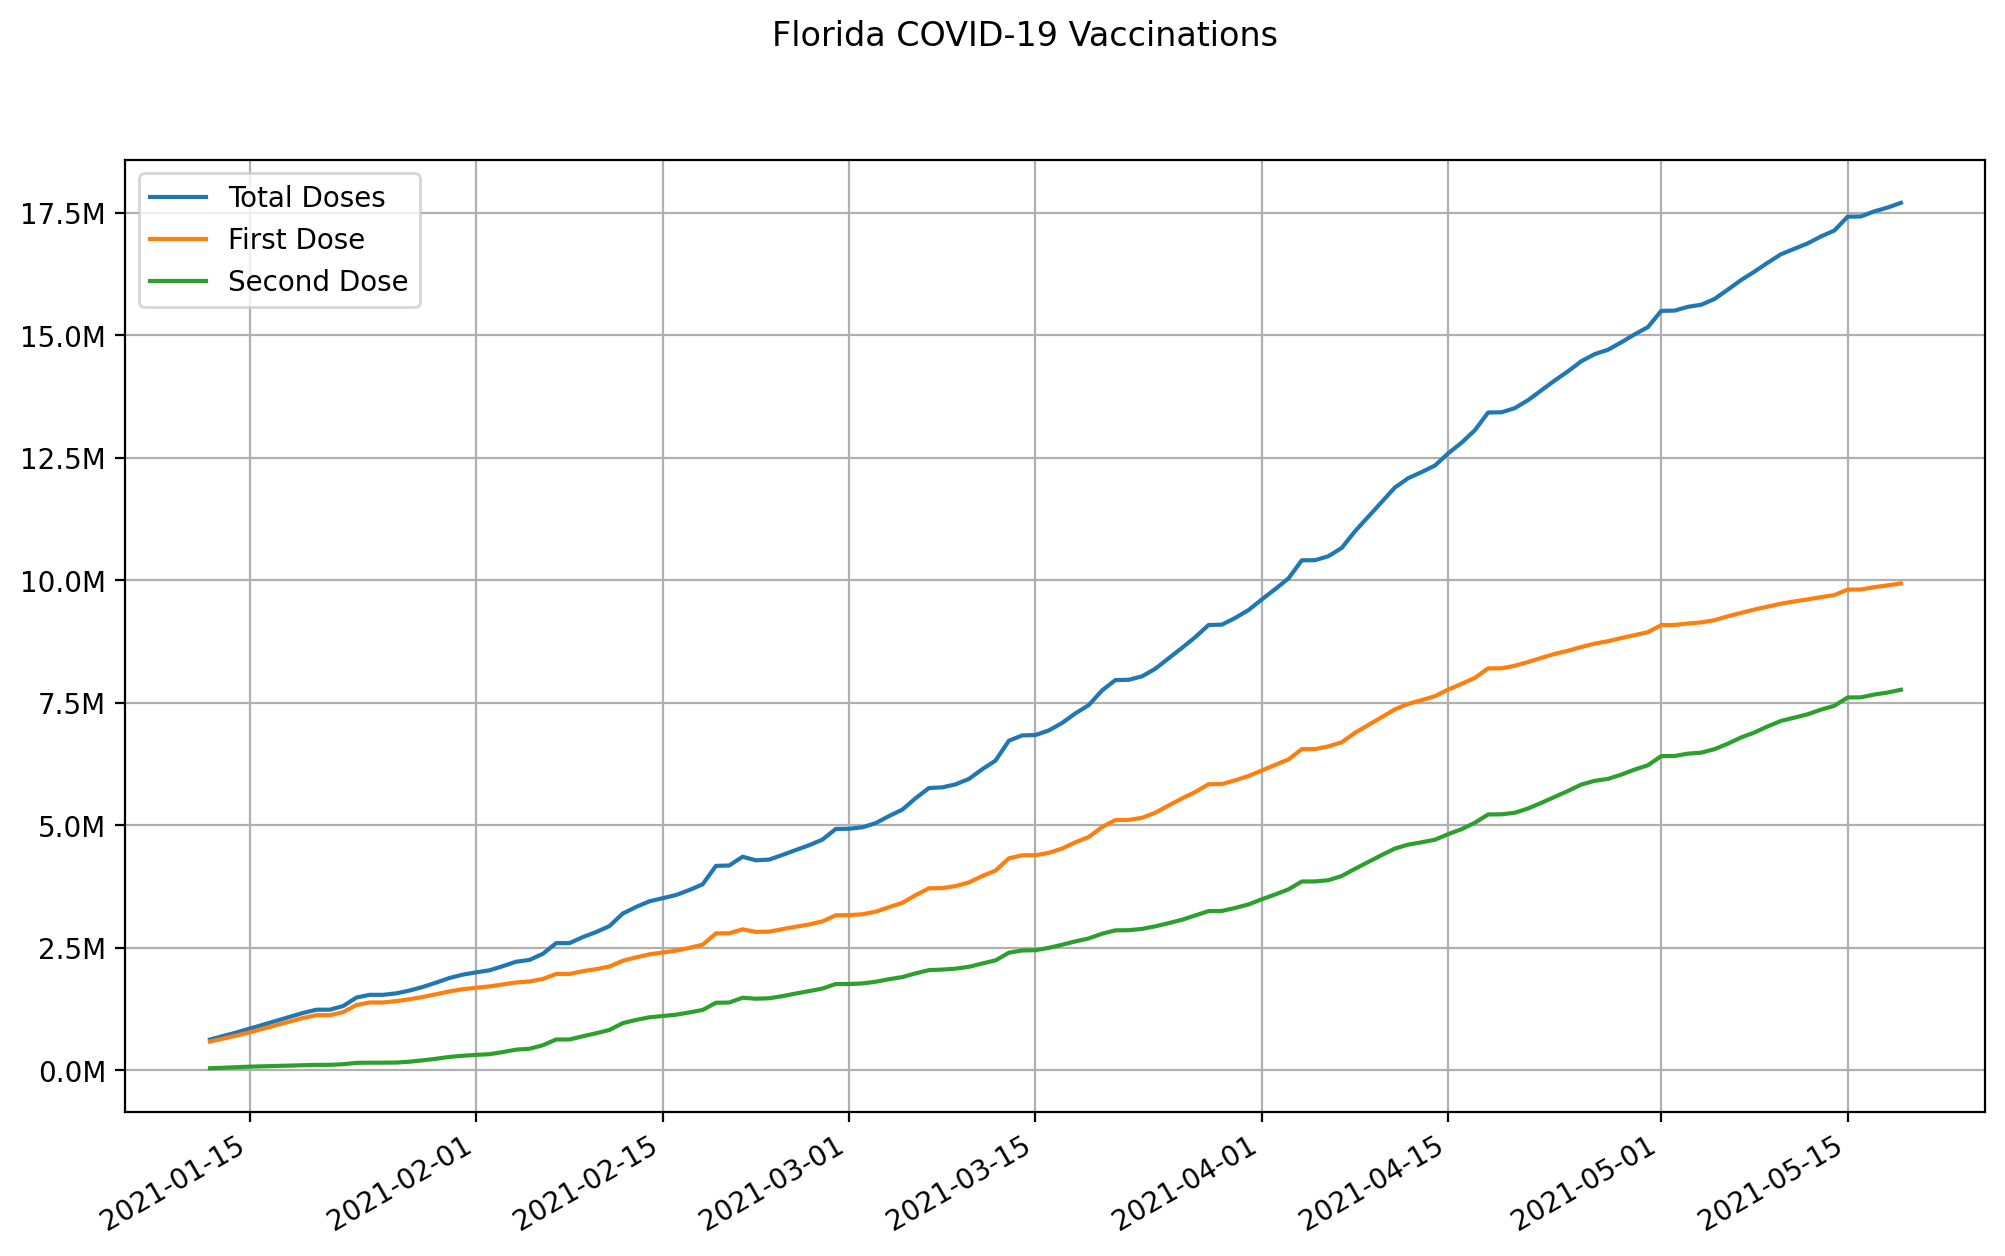 Florida COVID-19 Vaccinations
Total Doses
First Dose
Second Dose
17.5M
15.0M
12.5M
10.0M
7.5M
5.0M
2.5M
0.0M
2021-01-15
2021-02-01
2021-02-15
2021-03-01
2021-03-15
2021-04-01
2021-04-15
2021-05-01
2021-05-15